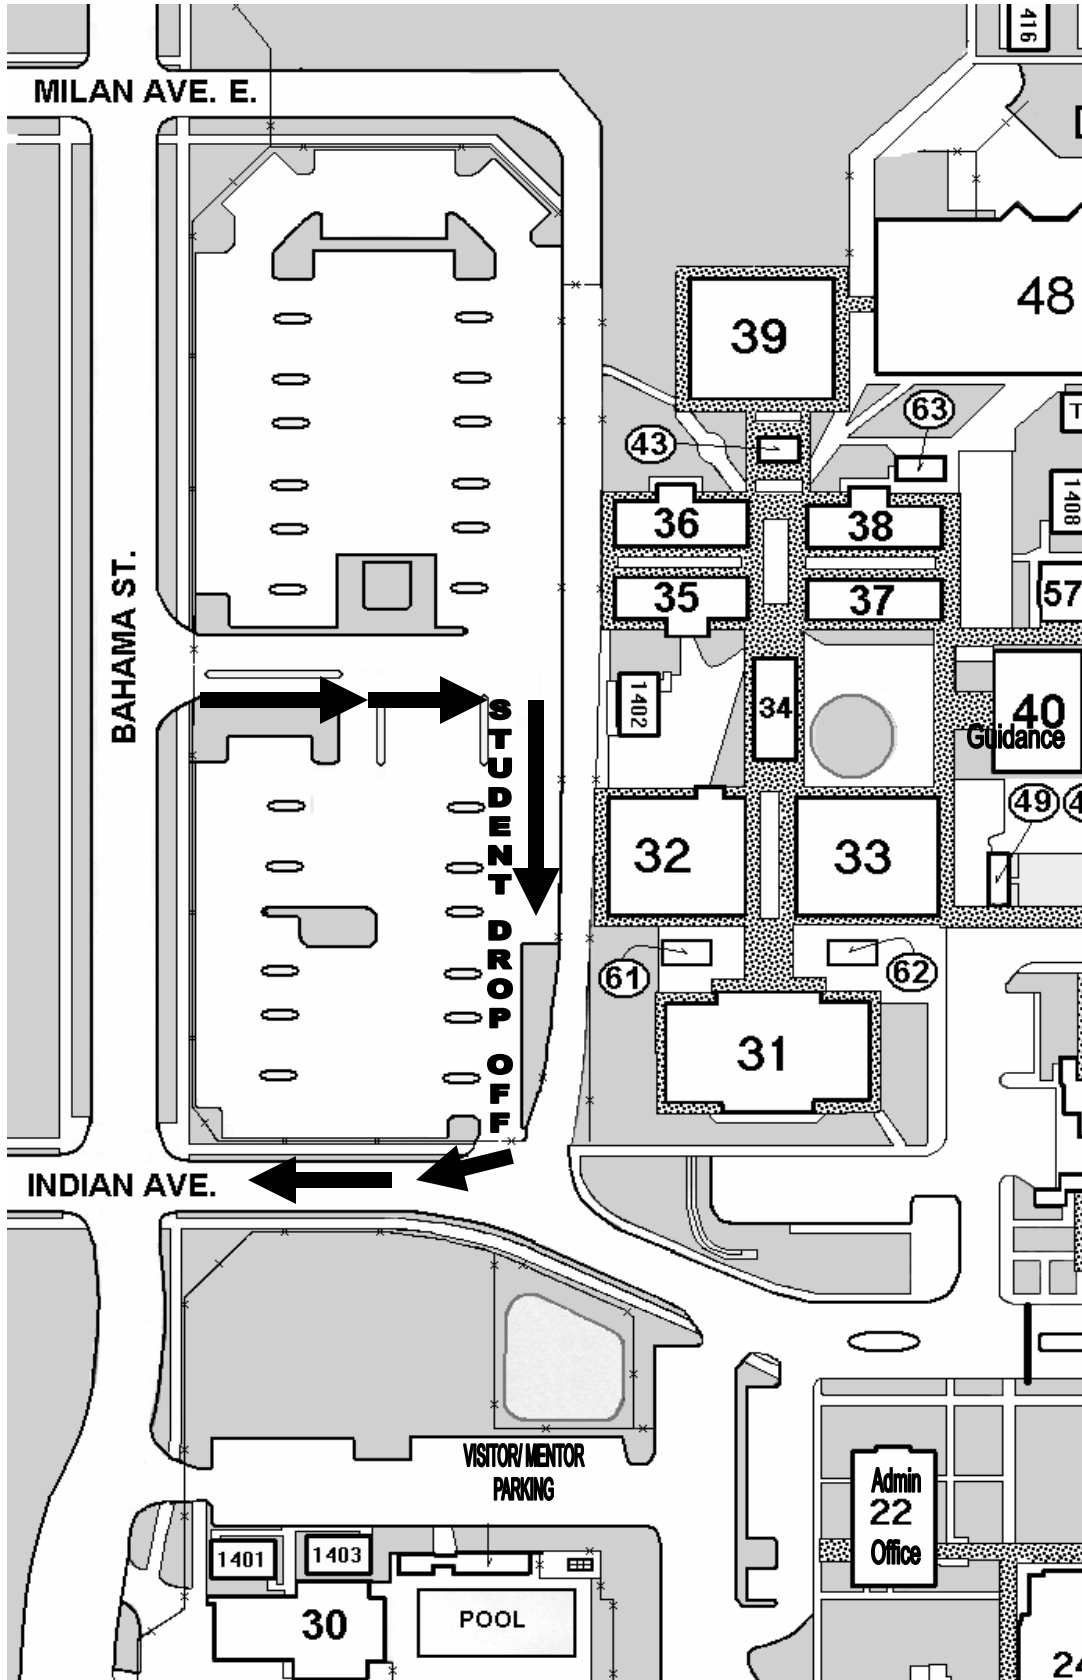 416
MILAN AVE. E.
48
39
63
43
T
1408
36
38
35
37
57
BAHAMA ST.
1402
34
40
Guidance
STUDENT DROP OFF
49
32
33
61
62
31
INDIAN AVE.
VISITOR/ MENTOR
PARKING
Admin
22
Office
1401
1403
30
POOL